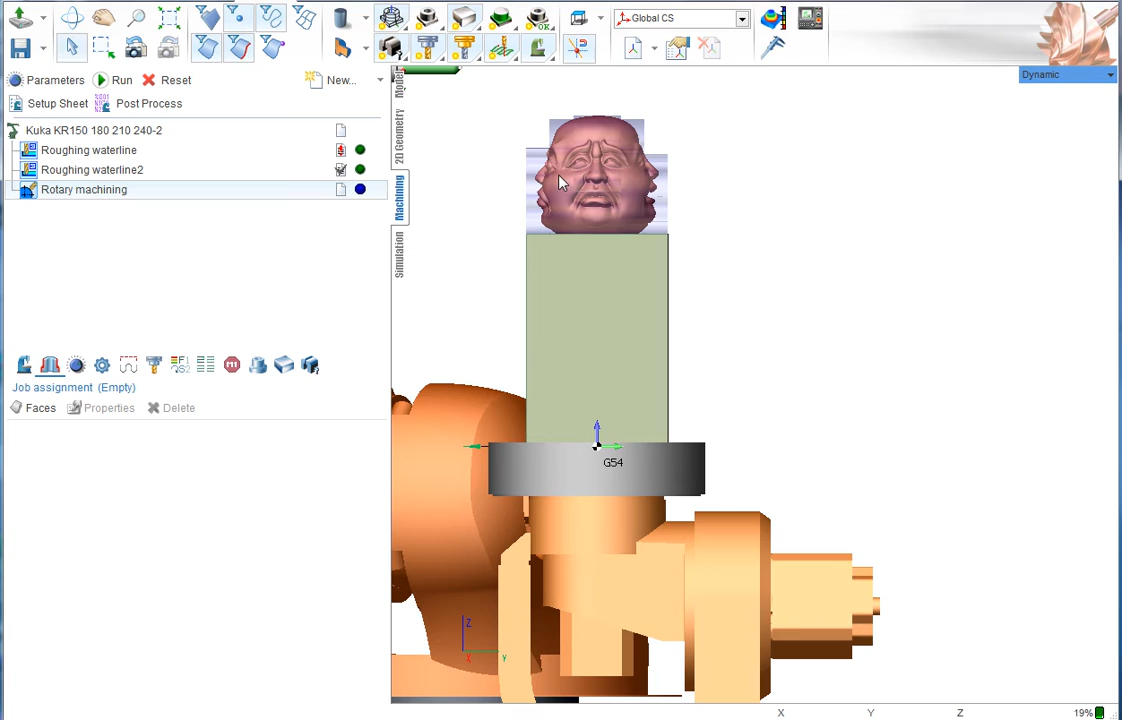 Global CS
Parameters Run Reset New...
Dynamic
Setup Sheet Post Process
Model
2D Geometry
Machining
Simulation
Kuka KR150 180 210 240-2
Roughing waterline
Roughing waterline2
Rotary machining
Job assignment (Empty)
Faces Properties Delete
G54
Z
X Y
X Y Z 19%